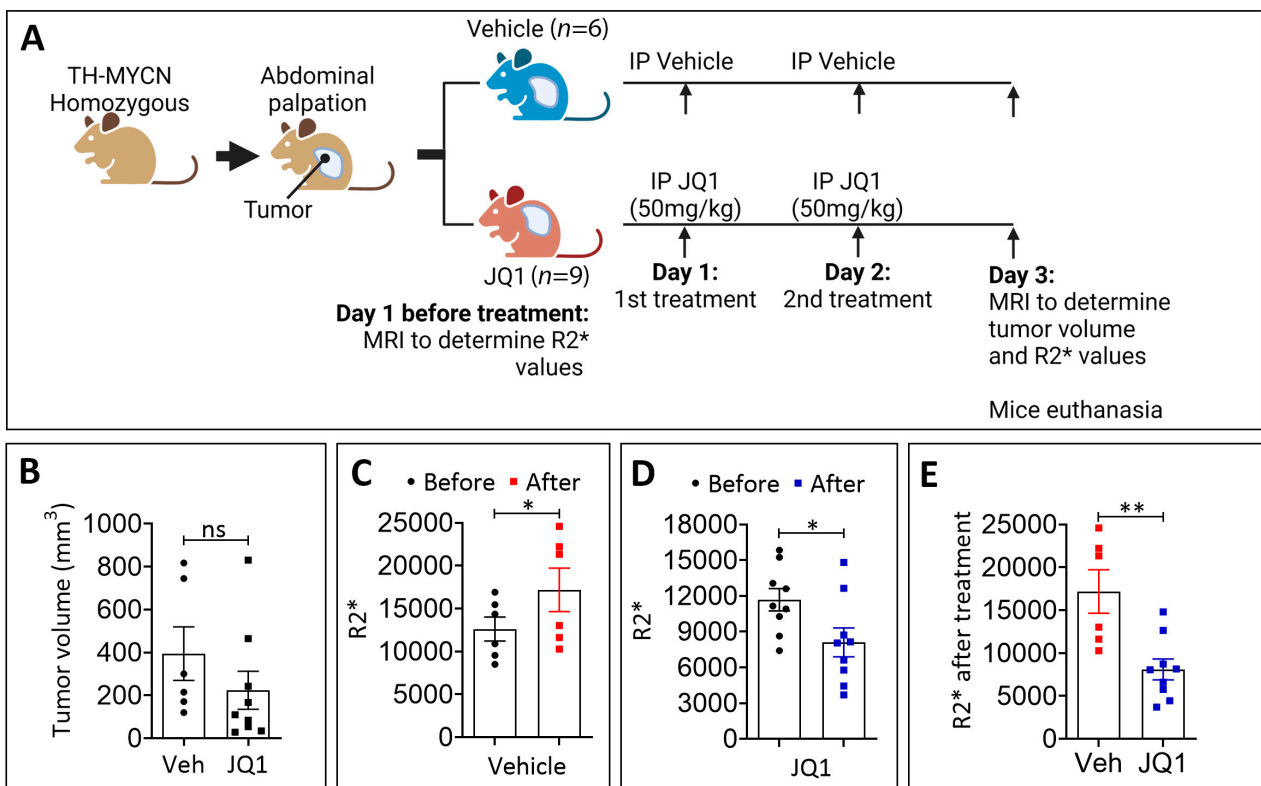 A
TH-MYCN
Homozygous
Abdominal
palpation
Tumor
Vehicle (n=6)
IP Vehicle
IP Vehicle
JQ1 (n=9)
IP JQ1
(50mg/kg)
IP JQ1
(50mg/kg)
Day 1 before treatment:
MRI to determine R2*
values
Day 1:
1st treatment
Day 2:
2nd treatment
Day 3:
MRI to determine
tumor volume
and R2* values
Mice euthanasia
B
Tumor volume (mm³)
1000
800
600
400
200
0
ns
Veh
JQ1
C
Before
After
R2*
25000
20000
15000
10000
5000
0
*
Vehicle
D
Before
After
R2*
18000
15000
12000
9000
6000
3000
0
*
JQ1
E
R2* after treatment
25000
20000
15000
10000
5000
0
**
Veh
JQ1